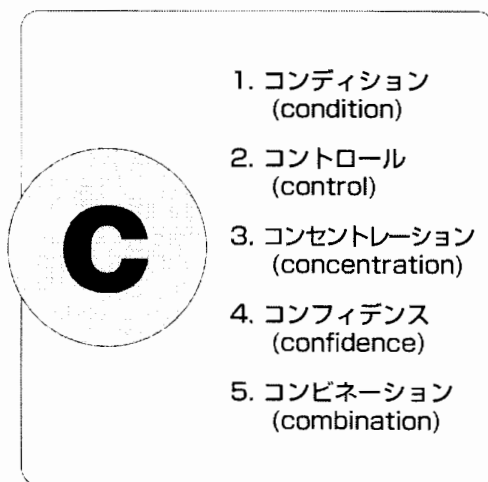 C
1. コンディション
(condition)
2. コントロール
(control)
3. コンセントレーション
(concentration)
4. コンフィデンス
(confidence)
5. コンビネーション
(combination)